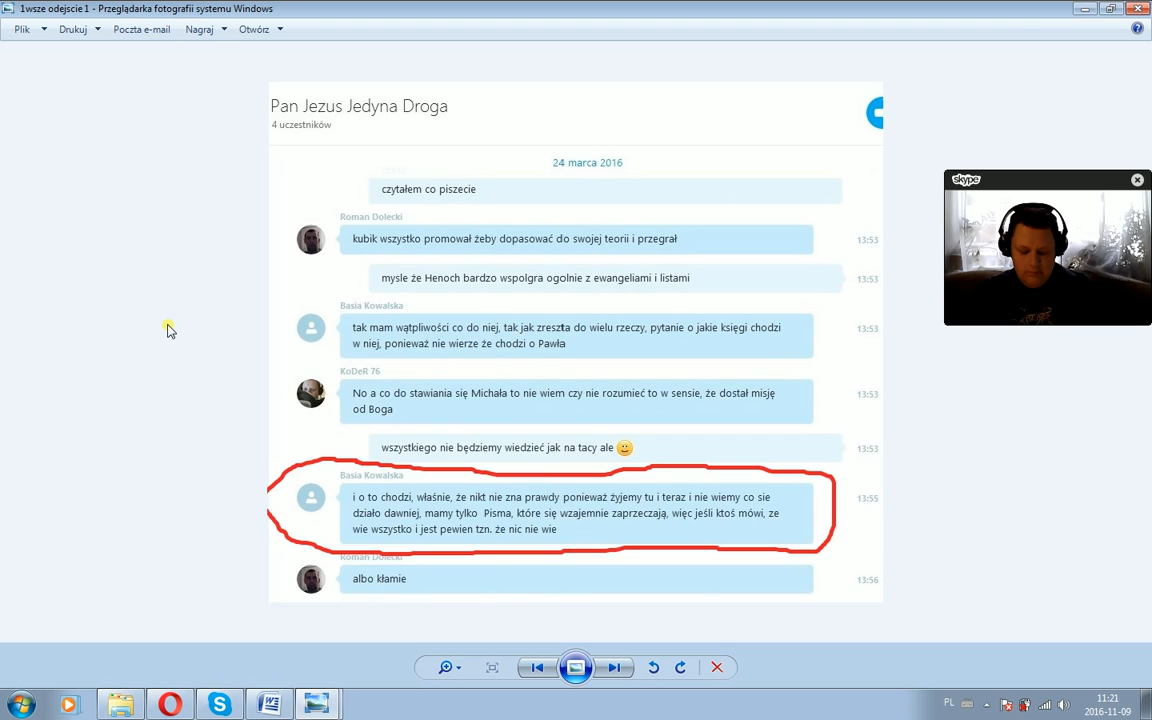 1wsze odejscie1 - Przeglądarka fotografii systemu Windows
Plik Drukuj Poczta e-mail Nagraj Otwórz
Pan Jezus Jedyna Droga
4 uczestników
24 marca 2016
czytałem co piszecie
Roman Dolecki
kubik wszystko promował żeby dopasować do swojej teorii i przegrał 13:53
mysle że Henoch bardzo wspolgra ogolnie z ewangeliami i listami 13:53
Basia Kowalska
tak mam wątpliwości co do niej, tak jak zreszta do wielu rzeczy, pytanie o jakie księgi chodzi 13:53
w niej, ponieważ nie wierze że chodzi o Pawła
KoDeR 76
No a co do stawiania się Michała to nie wiem czy nie rozumieć to w sensie, że dostał misję 13:53
od Boga
wszystkiego nie będziemy wiedzieć jak na tacy ale 13:53
Basia Kowalska
i o to chodzi, właśnie, że nikt nie zna prawdy ponieważ żyjemy tu i teraz i nie wiemy co sie 13:55
działo dawniej, mamy tylko Pisma, które się wzajemnie zaprzeczają, więc jeśli ktoś mówi, ze
wie wszystko i jest pewien tzn. że nic nie wie
Roman Dolecki
albo kłamie 13:56
skype
PL
11:21
2016-11-09